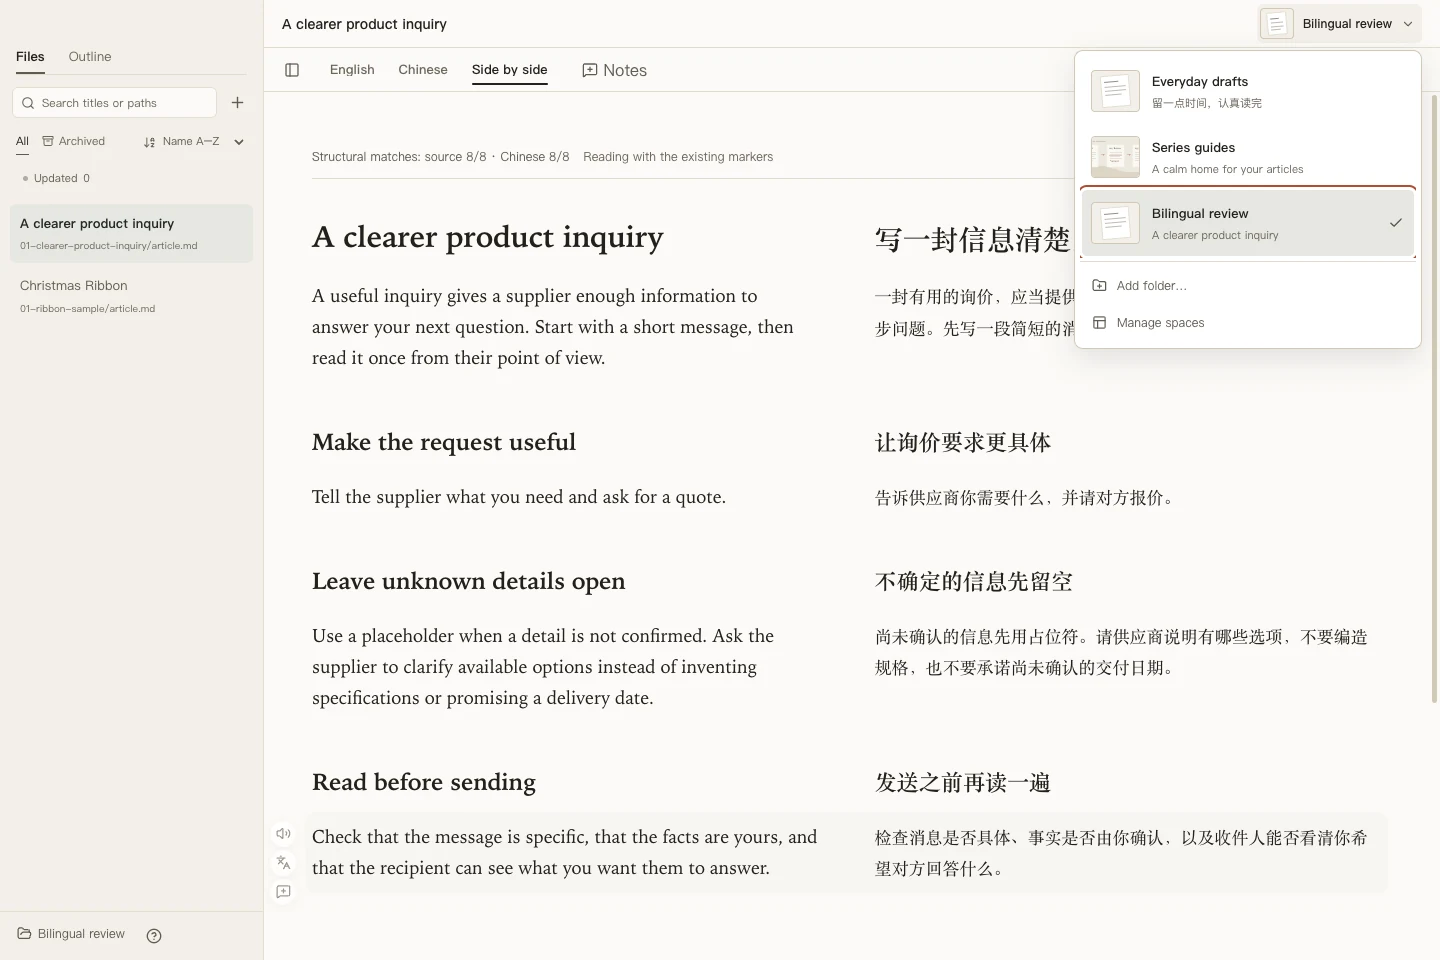 A clearer product inquiry
Bilingual review
Files
Outline
English
Chinese
Side by side
Notes
Search titles or paths
All
Archived
Name A–Z
Updated 0
A clearer product inquiry
01-clearer-product-inquiry/article.md
Christmas Ribbon
01-ribbon-sample/article.md
Bilingual review
Everyday drafts
留一点时间，认真读完
Series guides
A calm home for your articles
Bilingual review
A clearer product inquiry
Add folder...
Manage spaces
Structural matches: source 8/8 · Chinese 8/8 Reading with the existing markers
A clearer product inquiry
写一封信息清楚
A useful inquiry gives a supplier enough information to
answer your next question. Start with a short message, then
read it once from their point of view.
一封有用的询价，应当提供
步问题。先写一段简短的消
Make the request useful
让询价要求更具体
Tell the supplier what you need and ask for a quote.
告诉供应商你需要什么，并请对方报价。
Leave unknown details open
不确定的信息先留空
Use a placeholder when a detail is not confirmed. Ask the
supplier to clarify available options instead of inventing
specifications or promising a delivery date.
尚未确认的信息先用占位符。请供应商说明有哪些选项，不要编造
规格，也不要承诺尚未确认的交付日期。
Read before sending
发送之前再读一遍
Check that the message is specific, that the facts are yours, and
that the recipient can see what you want them to answer.
检查消息是否具体、事实是否由你确认，以及收件人能否看清你希
望对方回答什么。